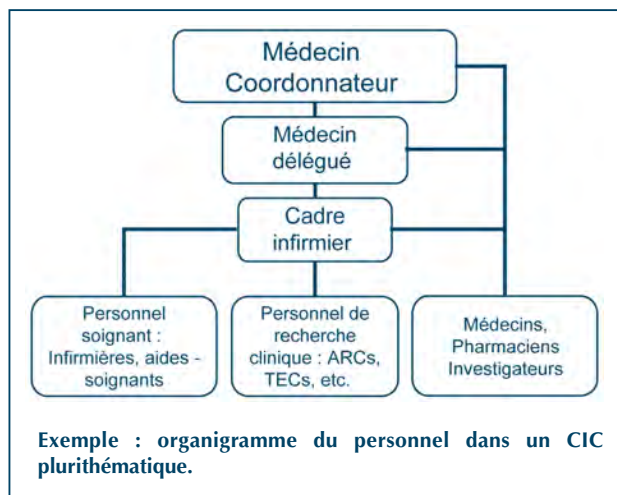 Médecin
Coordonnateur
Médecin
délégué
Cadre
infirmier
Personnel
soignant :
Infirmières, aides -
soignants
Personnel de
recherche
clinique : ARCs,
TECs, etc.
Médecins,
Pharmaciens
Investigateurs
Exemple : organigramme du personnel dans un CIC
plurithématique.